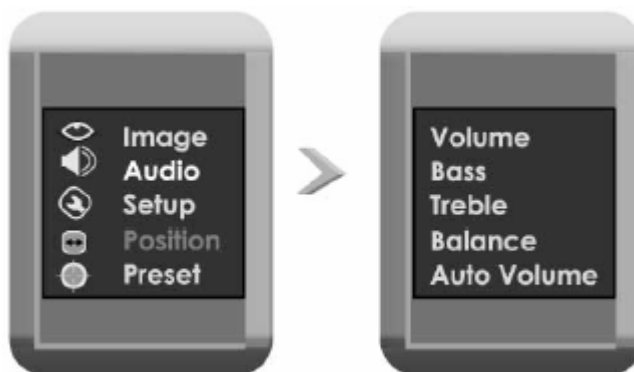 Image
Audio
Setup
Position
Preset
Volume
Bass
Treble
Balance
Auto Volume